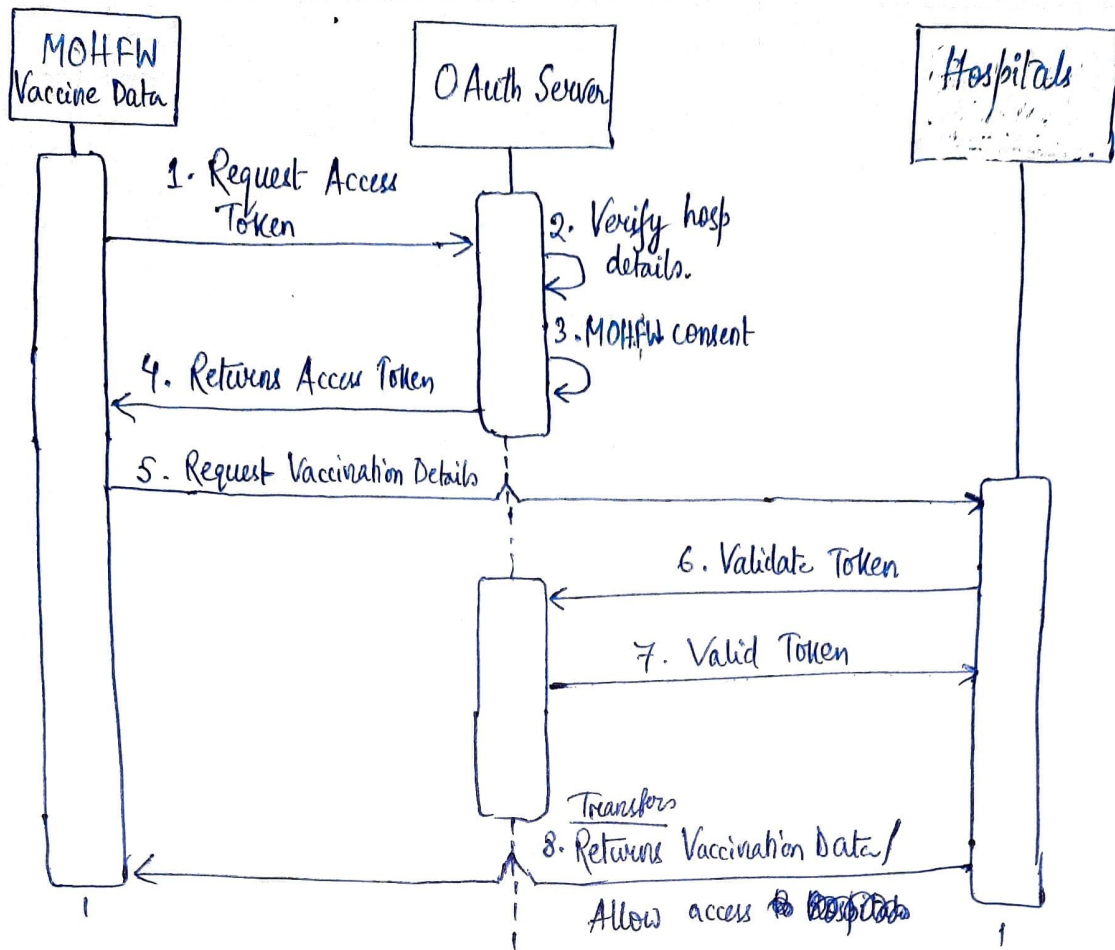 MOHFW
Vaccine Data
OAuth Server
Hospitals
1. Request Access
Token
2. Verify hosp
details.
3. MOHFW consent
4. Returns Access Token
5. Request Vaccination Details
6. Validate Token
7. Valid Token
Transfers
8. Returns Vaccination Data/
Allow access